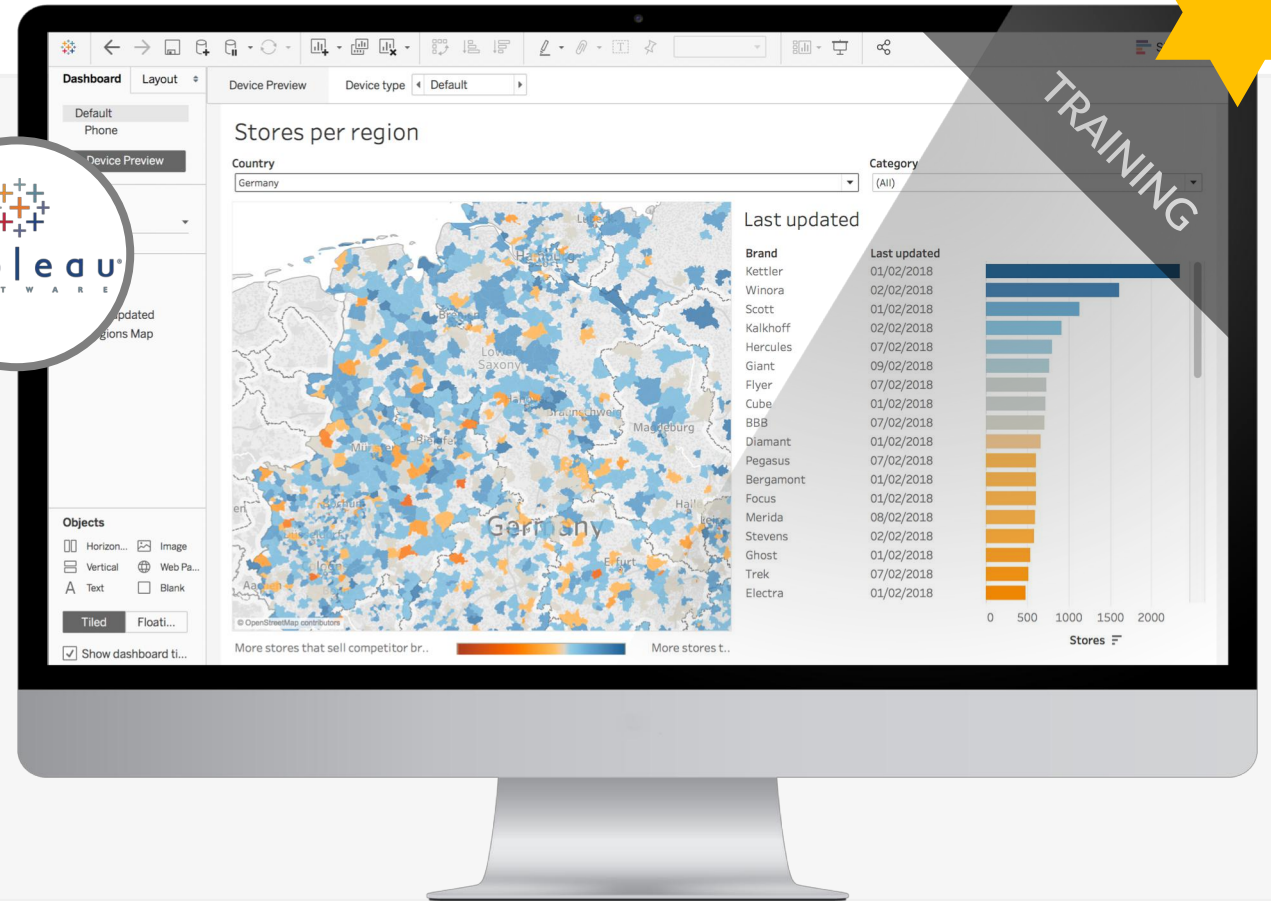 Dashboard Layout
Default
Phone
Device Preview
Device Preview Device type Default
TRAINING
Stores per region
Country
Germany
Category
(All)
Last updated
Brand Last updated
Kettler 01/02/2018
Winora 02/02/2018
Scott 01/02/2018
Kalkhoff 02/02/2018
Hercules 07/02/2018
Giant 09/02/2018
Flyer 07/02/2018
Cube 01/02/2018
BBB 07/02/2018
Diamant 01/02/2018
Pegasus 07/02/2018
Bergamont 01/02/2018
Focus 01/02/2018
Merida 08/02/2018
Stevens 02/02/2018
Ghost 01/02/2018
Trek 07/02/2018
Electra 01/02/2018
0 500 1000 1500 2000
Stores
Hamburg
Saxony
Braunschweig
Magdeburg
Germany
Erfurt
Aachen
© OpenStreetMap contributors
More stores that sell competitor br.. More stores t..
Map
Objects
Horizon... Image
Vertical Web Pa...
Text Blank
Tiled Floati...
Show dashboard ti...